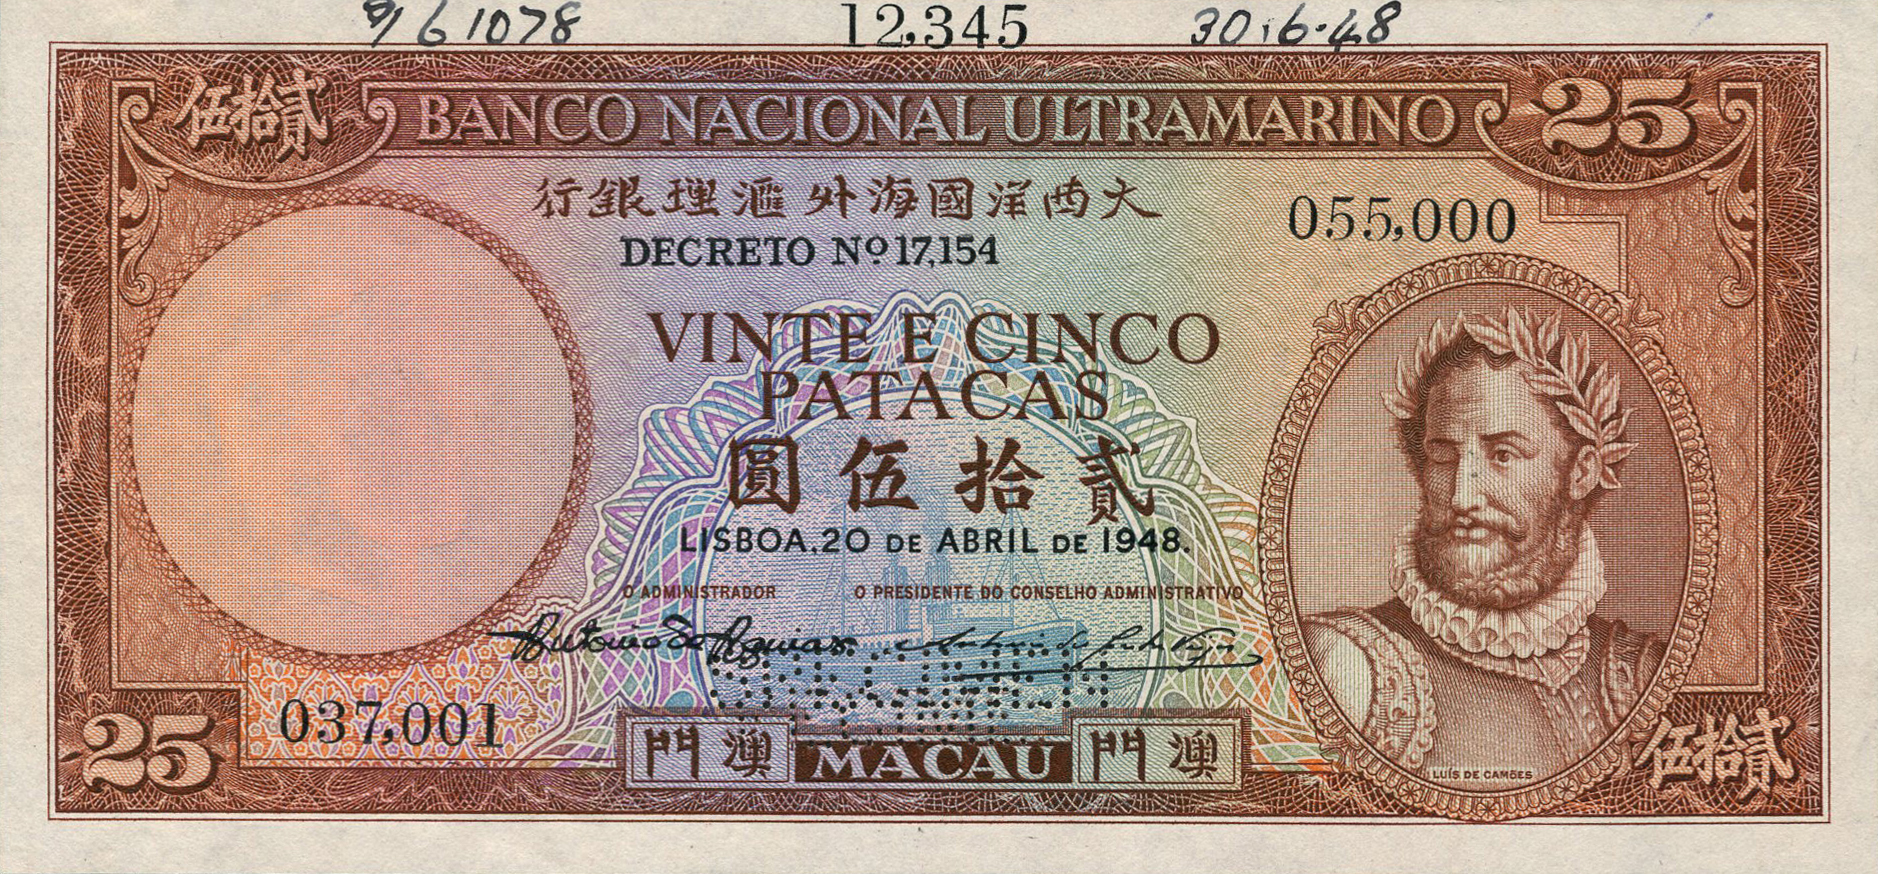 61078 12,345 30.6.48
貳拾伍 BANCO NACIONAL ULTRAMARINO 25
大西洋國海外滙理銀行
055,000
DECRETO Nº 17,154
VINTE E CINCO
PATACAS
貳拾伍圓
LISBOA, 20 DE ABRIL DE 1948.
O ADMINISTRADOR O PRESIDENTE DO CONSELHO ADMINISTRATIVO
037,001
25 澳門 MACAU 澳門 LUÍS DE CAMÕES 貳拾伍